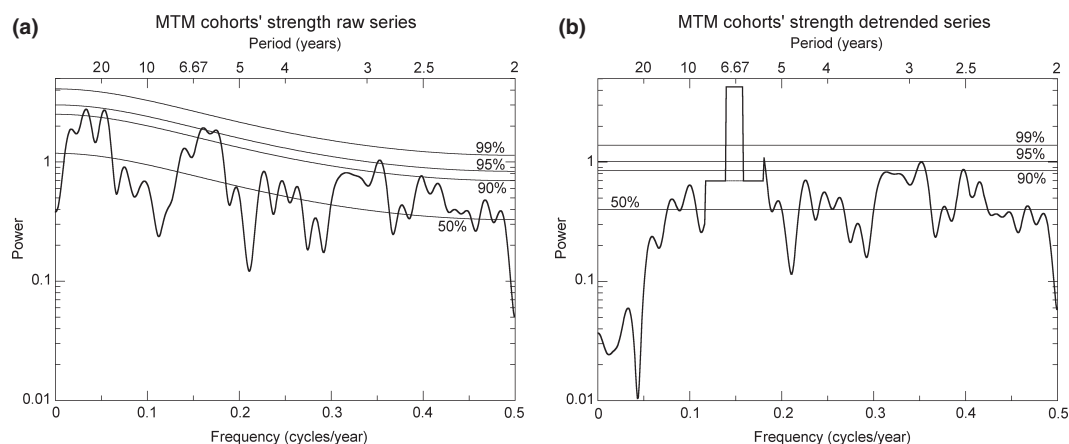 (a)
MTM cohorts' strength raw series
Period (years)
20 10 6.67 5 4 3 2.5 2
1
0.1
0.01
Power
99%
95%
90%
50%
0 0.1 0.2 0.3 0.4 0.5
Frequency (cycles/year)
(b)
MTM cohorts' strength detrended series
Period (years)
20 10 6.67 5 4 3 2.5 2
1
0.1
0.01
Power
99%
95%
90%
50%
0 0.1 0.2 0.3 0.4 0.5
Frequency (cycles/year)